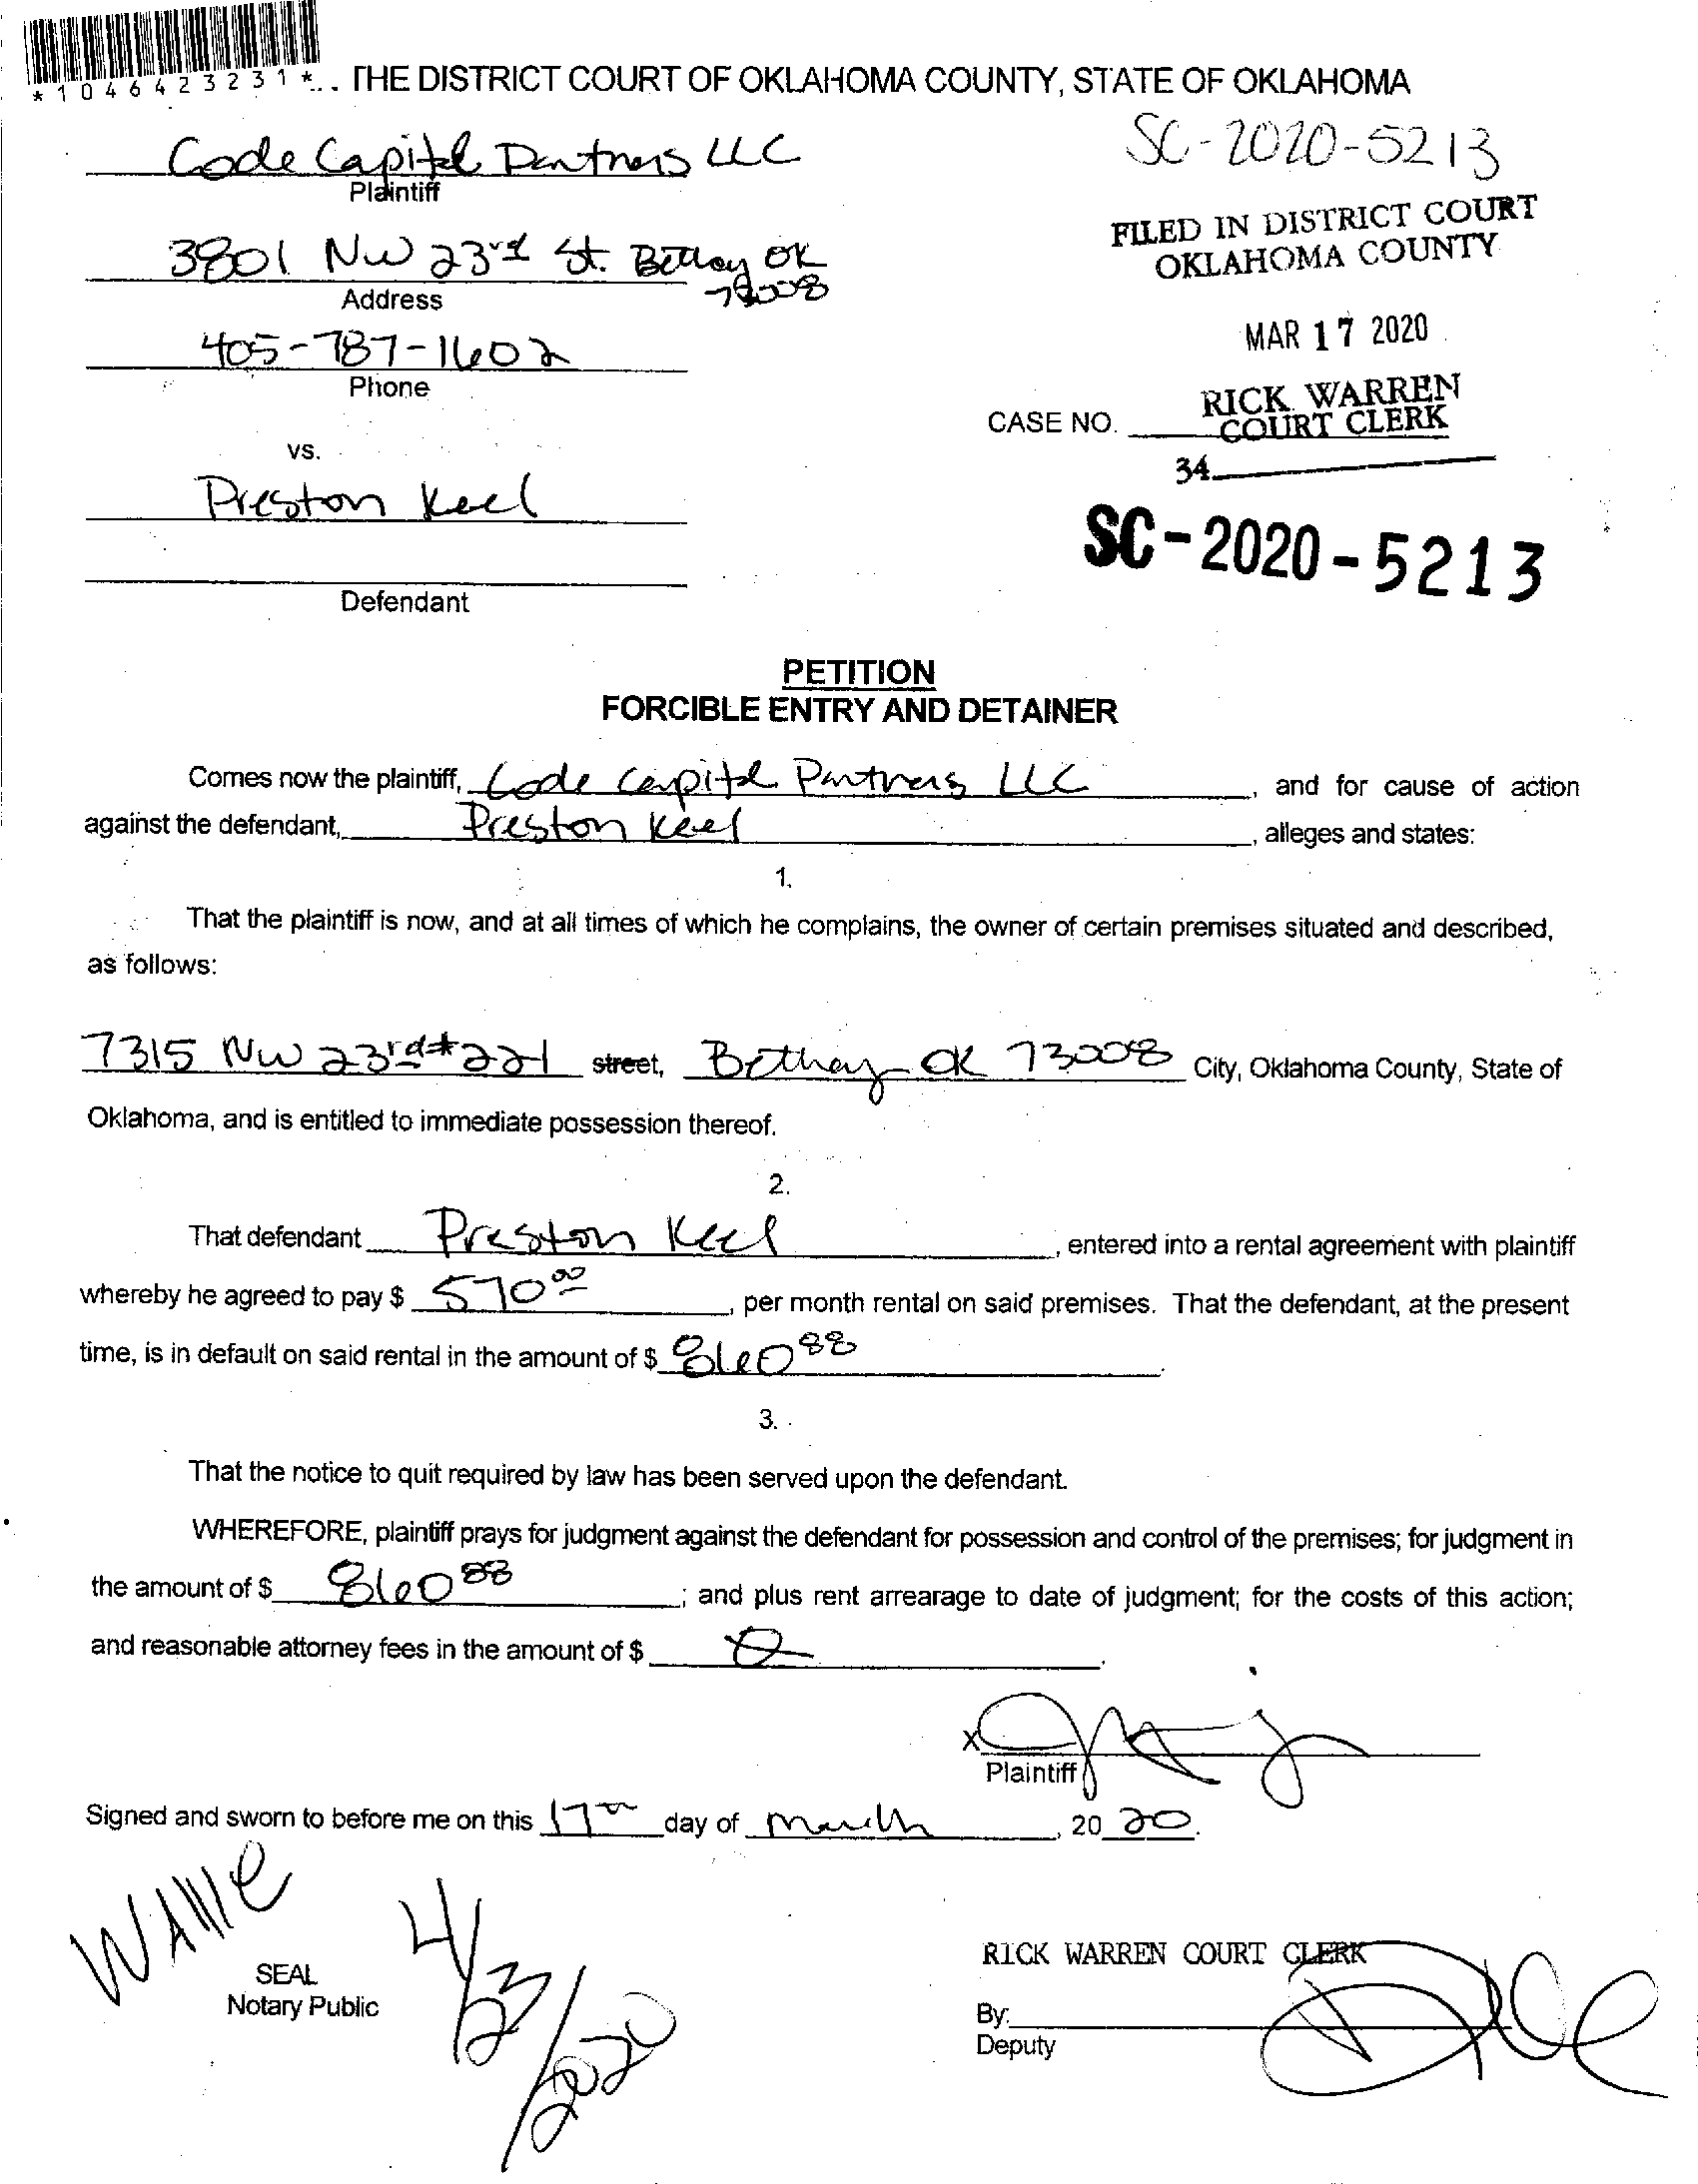 *1046423231*
THE DISTRICT COURT OF OKLAHOMA COUNTY, STATE OF OKLAHOMA
Code Capital Partners LLC
SC-2020-5213
Plaintiff
FILED IN DISTRICT COURT
OKLAHOMA COUNTY
3801 NW 23rd St. Bethany OK
73008
Address
MAR 17 2020
405-787-1602
Phone
RICK WARREN
CASE NO. COURT CLERK
vs.
34
Preston Keel
SC-2020-5213
Defendant
PETITION
FORCIBLE ENTRY AND DETAINER
Comes now the plaintiff, Code Capital Partners LLC, and for cause of action
against the defendant, Preston Keel, alleges and states:
1.
That the plaintiff is now, and at all times of which he complains, the owner of certain premises situated and described,
as follows:
7315 NW 23rd #221 street, Bethany OK 73008 City, Oklahoma County, State of
Oklahoma, and is entitled to immediate possession thereof.
2.
That defendant Preston Keel, entered into a rental agreement with plaintiff
whereby he agreed to pay $ 570 00, per month rental on said premises. That the defendant, at the present
time, is in default on said rental in the amount of $ 860 88.
3.
That the notice to quit required by law has been served upon the defendant.
WHEREFORE, plaintiff prays for judgment against the defendant for possession and control of the premises; for judgment in
the amount of $ 860 88; and plus rent arrearage to date of judgment; for the costs of this action;
and reasonable attorney fees in the amount of $ 0.
X
Plaintiff
Signed and sworn to before me on this 17th day of March, 20 20.
4/23/2020
RICK WARREN COURT CLERK
SEAL
Notary Public
By:
Deputy